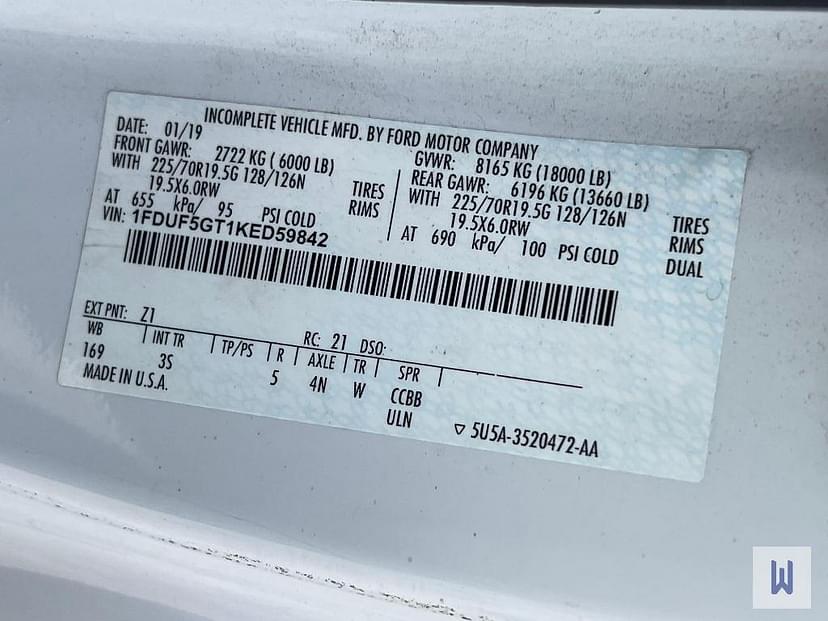 INCOMPLETE VEHICLE MFD. BY FORD MOTOR COMPANY
DATE: 01/19 GVWR: 8165 KG (18000 LB)
FRONT GAWR: 2722 KG ( 6000 LB) REAR GAWR: 6196 KG (13660 LB)
WITH 225/70R19.5G 128/126N TIRES WITH 225/70R19.5G 128/126N TIRES
19.5X6.0RW RIMS 19.5X6.0RW RIMS
AT 655 kPa/ 95 PSI COLD AT 690 kPa/ 100 PSI COLD DUAL
VIN: 1FDUF5GT1KED59842
EXT PNT: Z1 RC: 21 DSO:
WB INT TR TP/PS R AXLE TR SPR
169 3S 5 4N W CCBB
MADE IN U.S.A. ULN
5U5A-3520472-AA
W